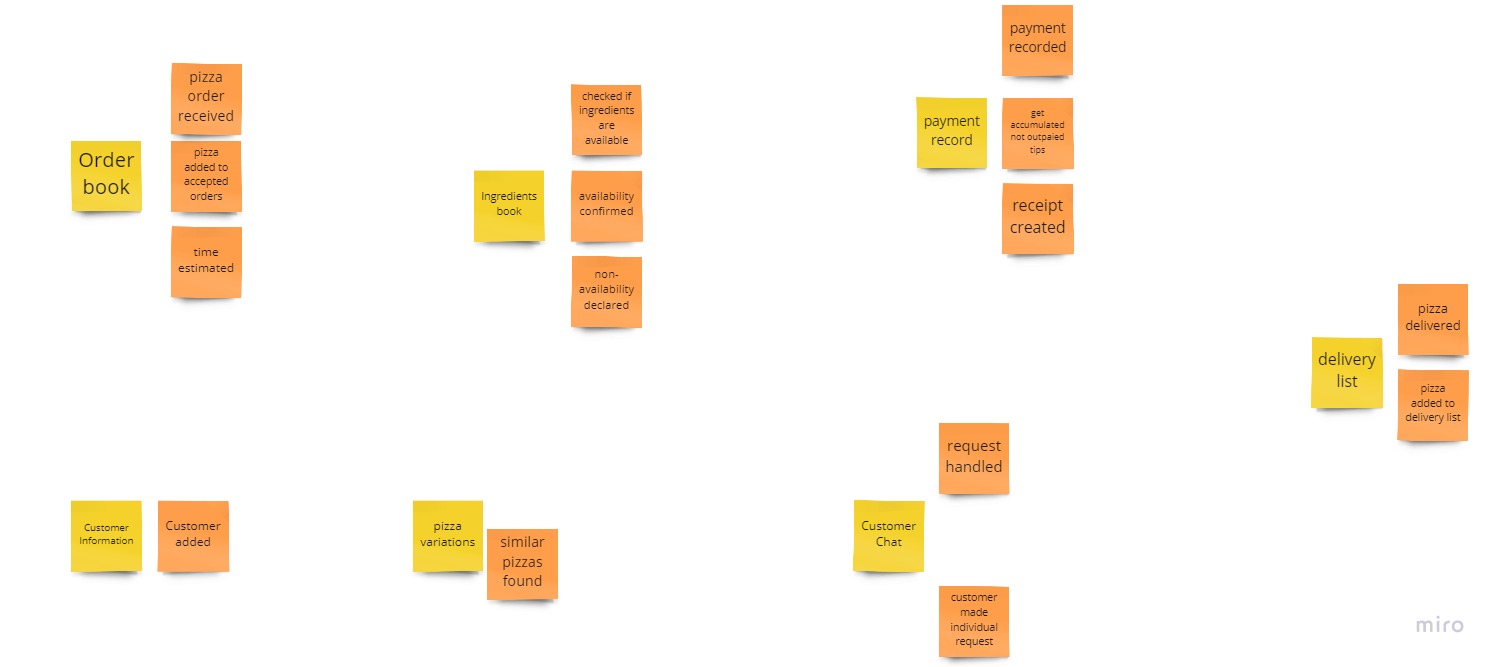 Order
book
pizza
order
received
pizza
added to
accepted
orders
time
estimated
Ingredients
book
checked if
ingredients
are
available
availability
confirmed
non-
availability
declared
payment
record
payment
recorded
get
accumulated
not outpaied
tips
receipt
created
delivery
list
pizza
delivered
pizza
added to
delivery list
Customer
Information
Customer
added
pizza
variations
similar
pizzas
found
Customer
Chat
request
handled
customer
made
individual
request
miro